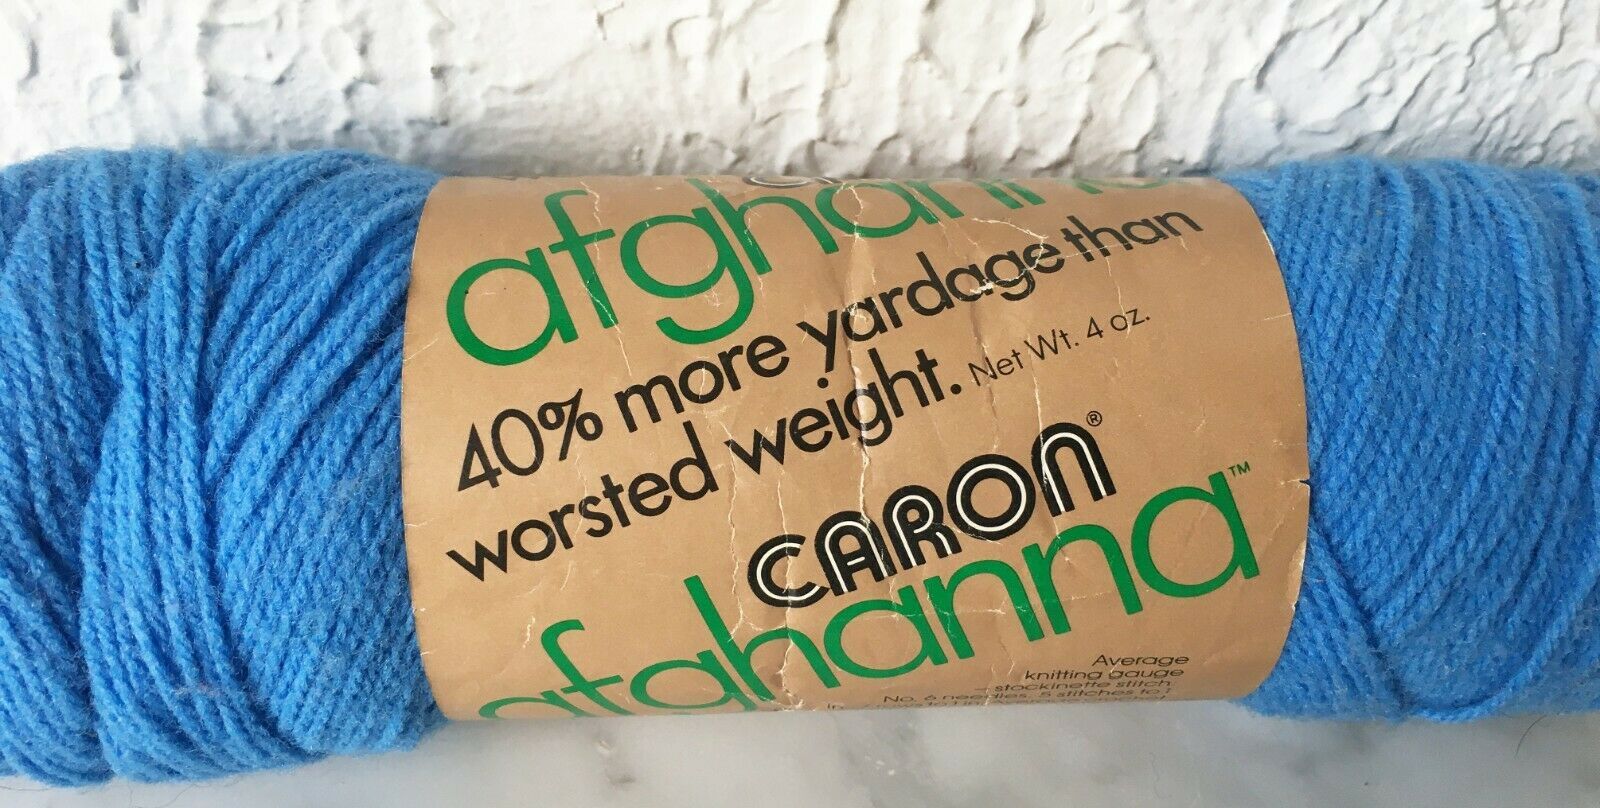 afghanna
40% more yardage than
worsted weight. Net Wt. 4 oz.
CARON®
afghanna™
Average
knitting gauge
– stockinette stitch:
No. 6 needles, 5 stitches to 1